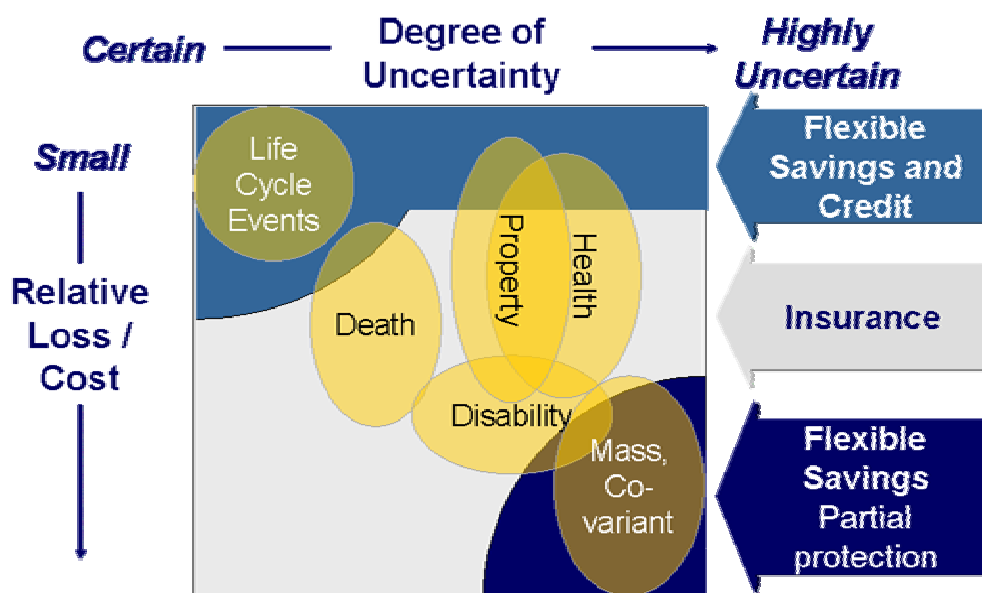 Certain
Degree of
Uncertainty
Highly
Uncertain
Small
Relative
Loss /
Cost
Life
Cycle
Events
Death
Property
Health
Disability
Mass,
Co-
variant
Flexible
Savings and
Credit
Insurance
Flexible
Savings
Partial
protection